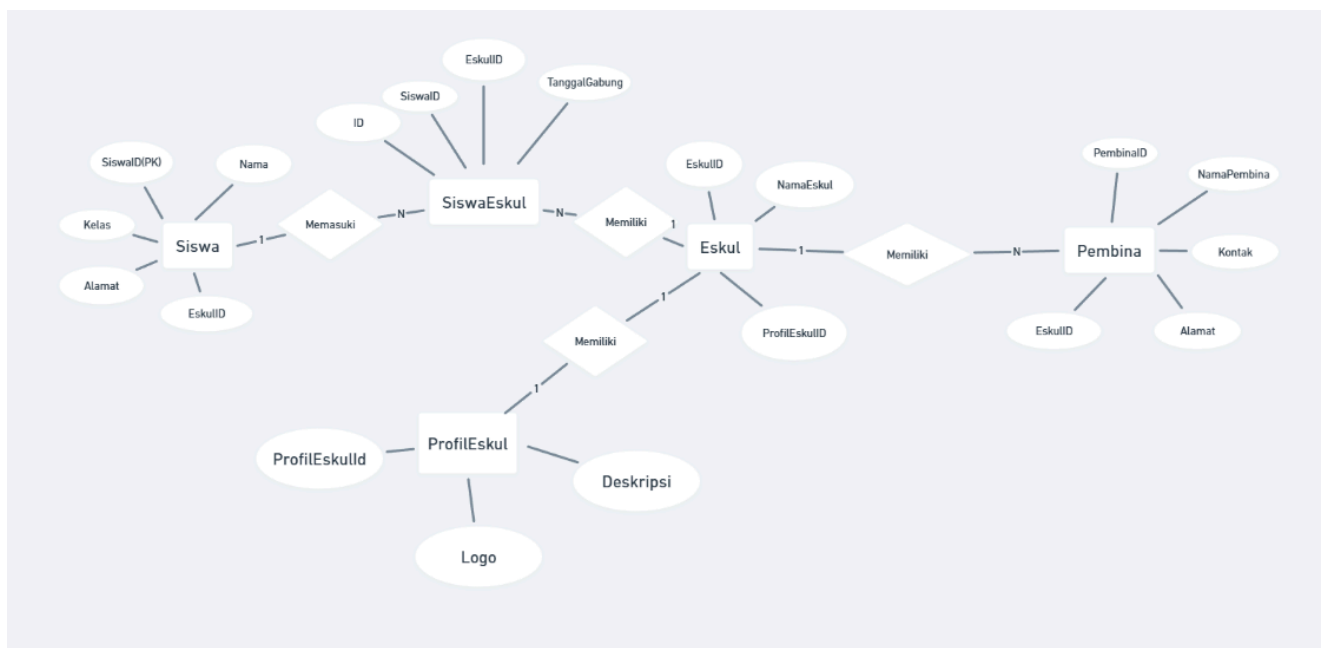 EskulID
TanggalGabung
SiswaID
ID
SiswaID(PK)
Nama
EskulID
NamaEskul
PembinaID
NamaPembina
Kelas
Siswa
1
Memasuki
N
SiswaEskul
N
Memiliki
1
Eskul
1
Memiliki
N
Pembina
Kontak
Alamat
EskulID
1
ProfilEskulID
EskulID
Alamat
Memiliki
1
ProfilEskul
ProfilEskulId
Deskripsi
Logo